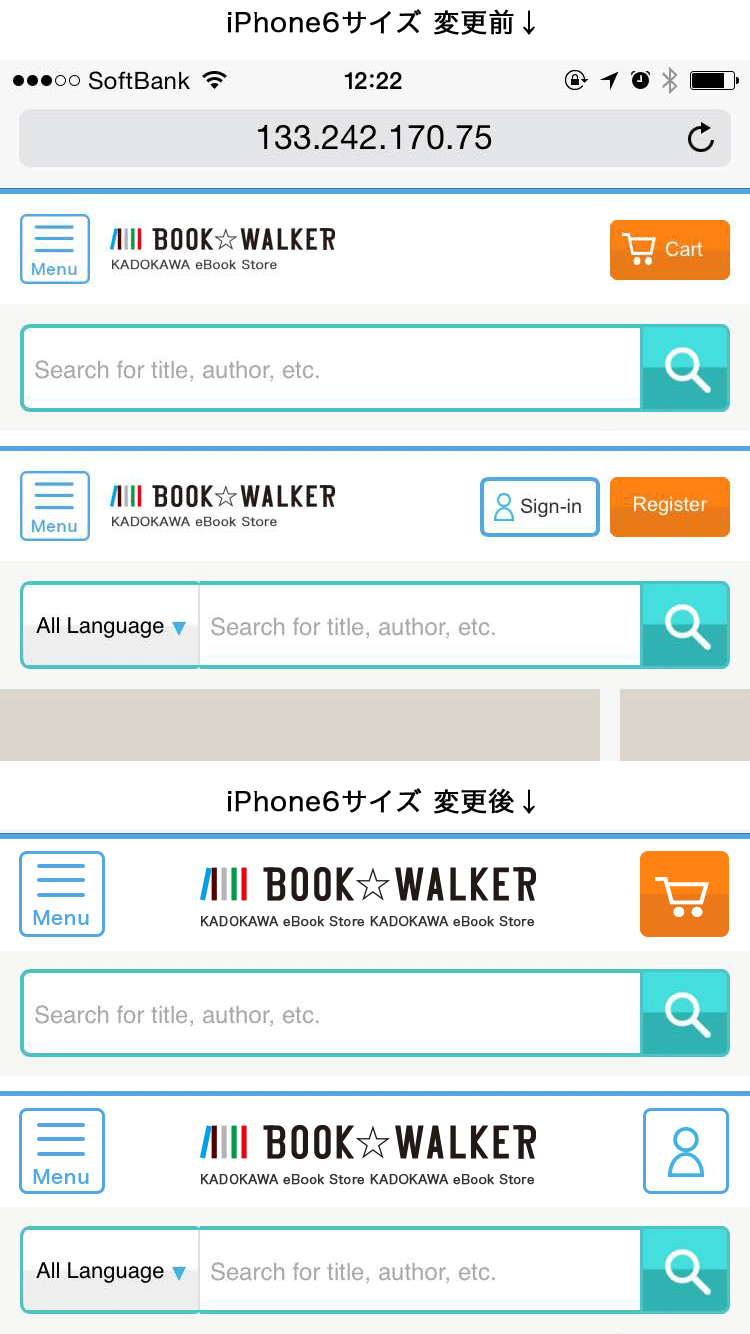 iPhone6サイズ 変更前↓
●●●○○ SoftBank 12:22
133.242.170.75
Menu BOOK☆WALKER Cart
KADOKAWA eBook Store
Search for title, author, etc.
Menu BOOK☆WALKER Sign-in Register
KADOKAWA eBook Store
All Language ▼ Search for title, author, etc.
iPhone6サイズ 変更後↓
Menu BOOK☆WALKER
KADOKAWA eBook Store KADOKAWA eBook Store
Search for title, author, etc.
Menu BOOK☆WALKER
KADOKAWA eBook Store KADOKAWA eBook Store
All Language ▼ Search for title, author, etc.